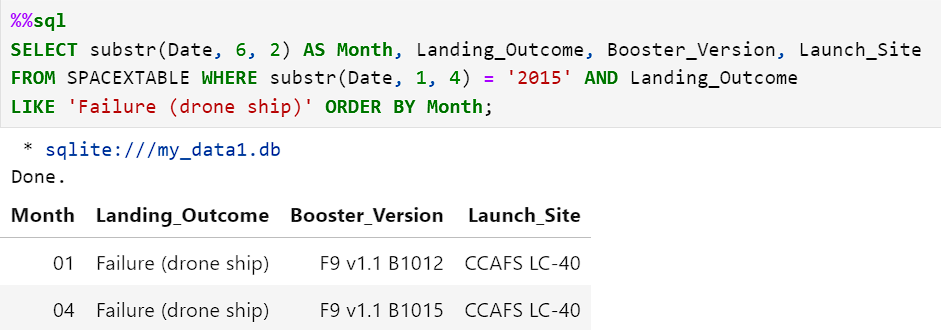 %%sql
SELECT substr(Date, 6, 2) AS Month, Landing_Outcome, Booster_Version, Launch_Site
FROM SPACEXTABLE WHERE substr(Date, 1, 4) = '2015' AND Landing_Outcome
LIKE 'Failure (drone ship)' ORDER BY Month;
* sqlite:///my_data1.db
Done.
Month Landing_Outcome Booster_Version Launch_Site
01 Failure (drone ship) F9 v1.1 B1012 CCAFS LC-40
04 Failure (drone ship) F9 v1.1 B1015 CCAFS LC-40